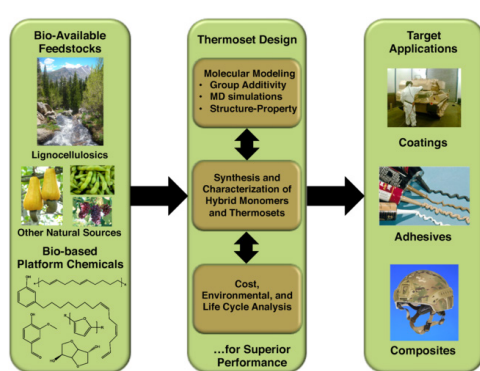 Bio-Available
Feedstocks
Lignocellulosics
Other Natural Sources
Bio-based
Platform Chemicals
Thermoset Design
Molecular Modeling
• Group Additivity
• MD simulations
• Structure-Property
Synthesis and
Characterization of
Hybrid Monomers
and Thermosets
Cost,
Environmental, and
Life Cycle Analysis
...for Superior
Performance
Target
Applications
Coatings
Adhesives
Composites